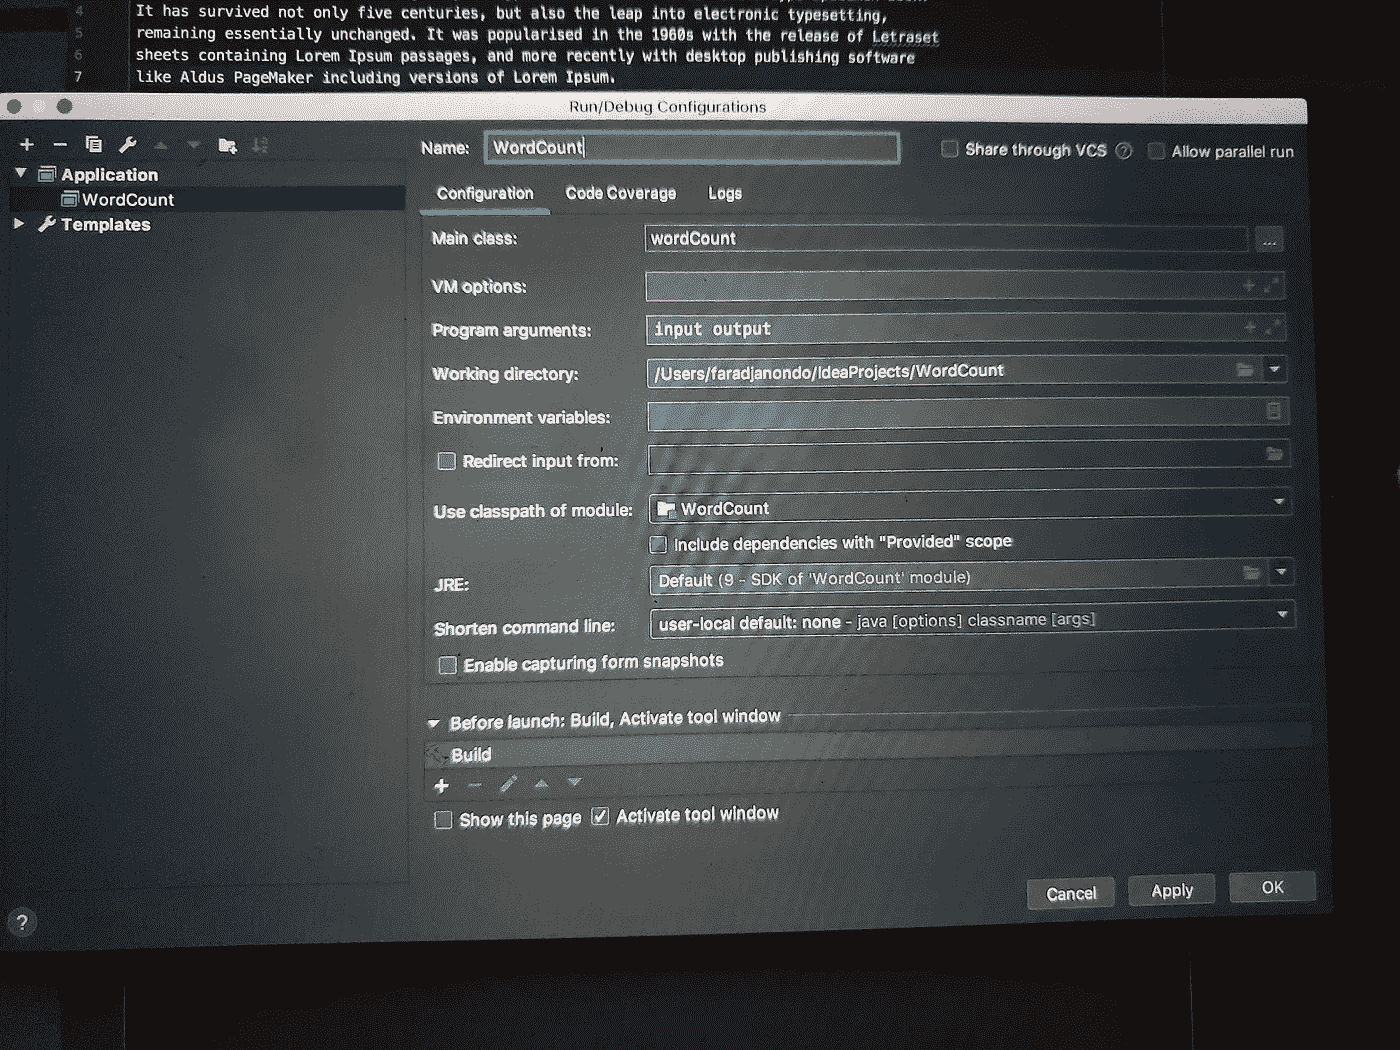 4 It has survived not only five centuries, but also the leap into electronic typesetting,
5 remaining essentially unchanged. It was popularised in the 1960s with the release of Letraset
6 sheets containing Lorem Ipsum passages, and more recently with desktop publishing software
7 like Aldus PageMaker including versions of Lorem Ipsum.
Run/Debug Configurations
Name: WordCount
Share through VCS ? Allow parallel run
Application
WordCount
Templates
Configuration Code Coverage Logs
Main class: wordCount ...
VM options:
Program arguments: input output
Working directory: /Users/faradjanondo/IdeaProjects/WordCount
Environment variables:
Redirect input from:
Use classpath of module: WordCount
Include dependencies with "Provided" scope
JRE: Default (9 - SDK of 'WordCount' module)
Shorten command line: user-local default: none - java [options] classname [args]
Enable capturing form snapshots
Before launch: Build, Activate tool window
Build
Show this page Activate tool window
Cancel Apply OK
?